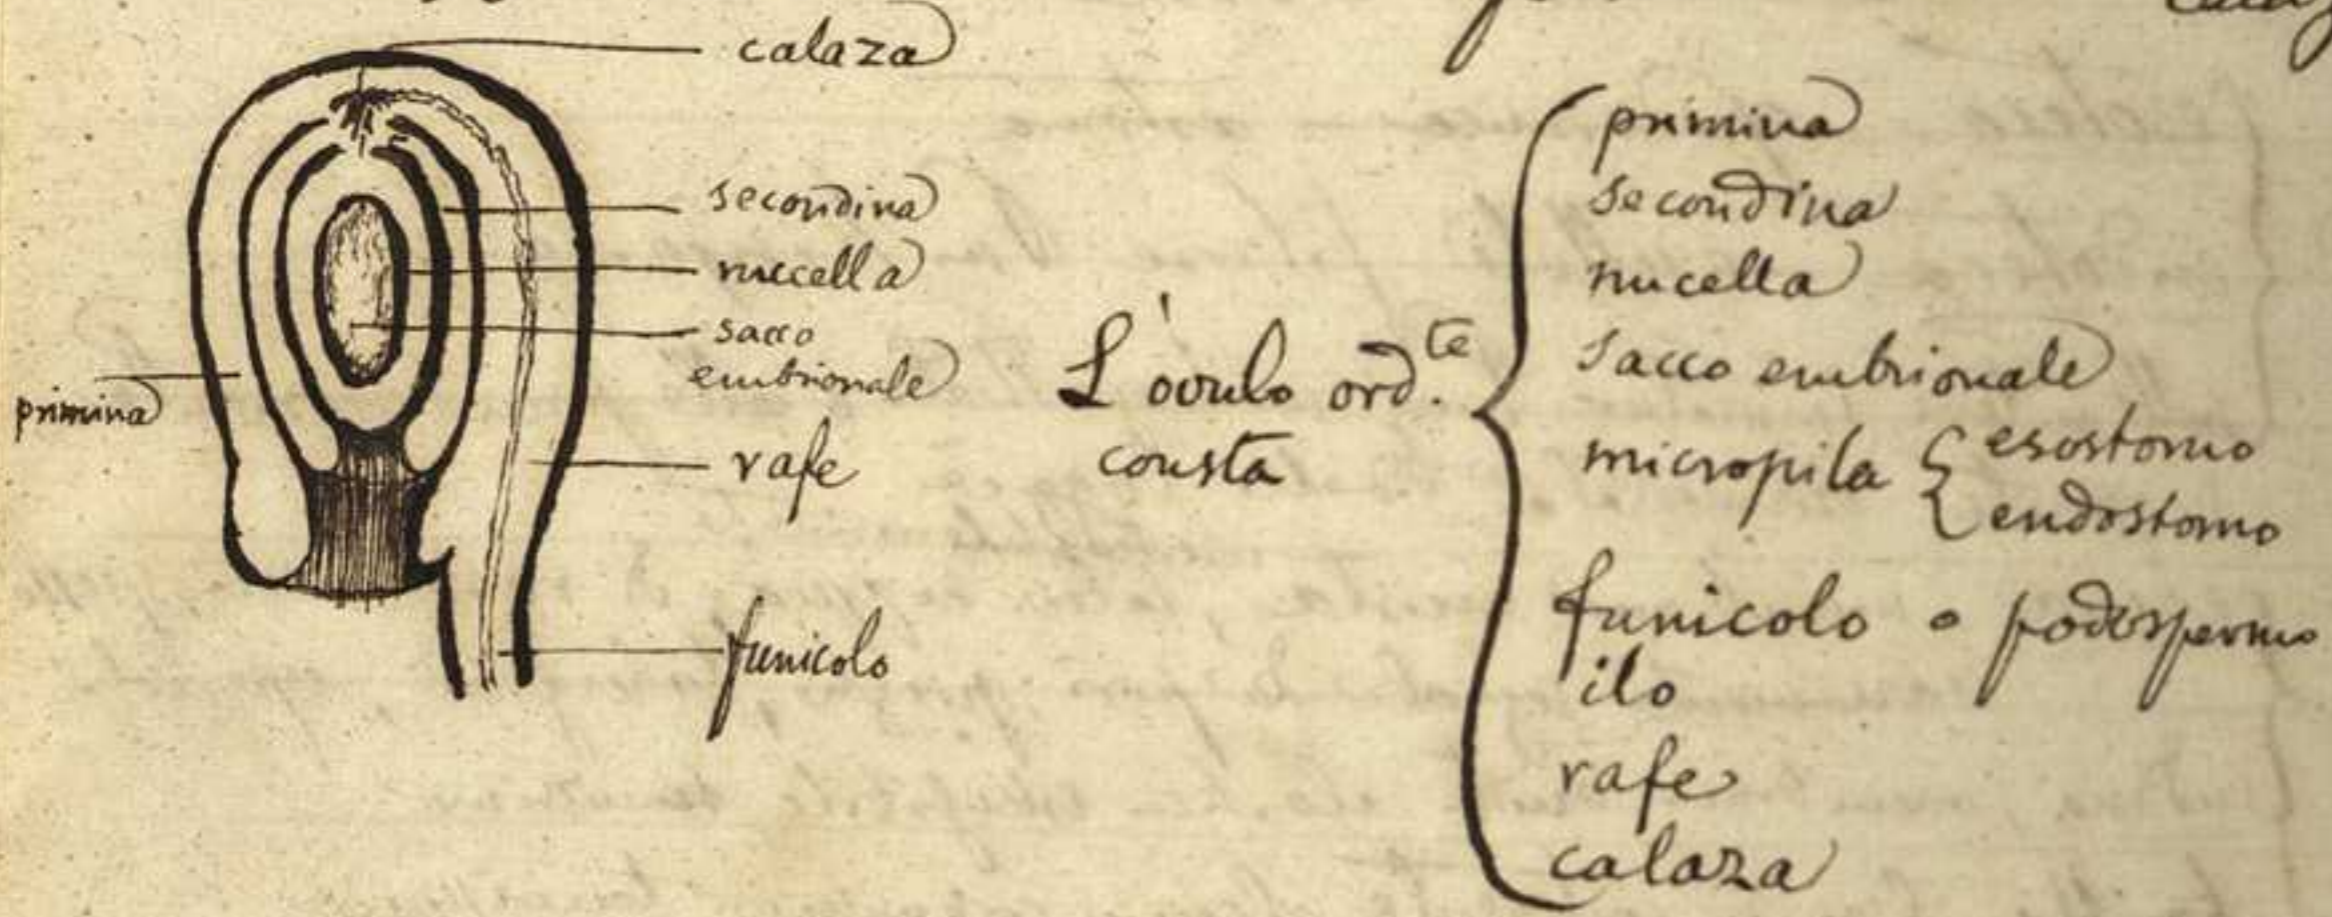 calaza
secondina
nuccella
sacco
embrionale
primina
rafe
funicolo
L'ovulo ord.te
consta
primina
secondina
nucella
sacco embrionale
micropila { esostomo
endostomo
funicolo o podospermo
ilo
rafe
calaza